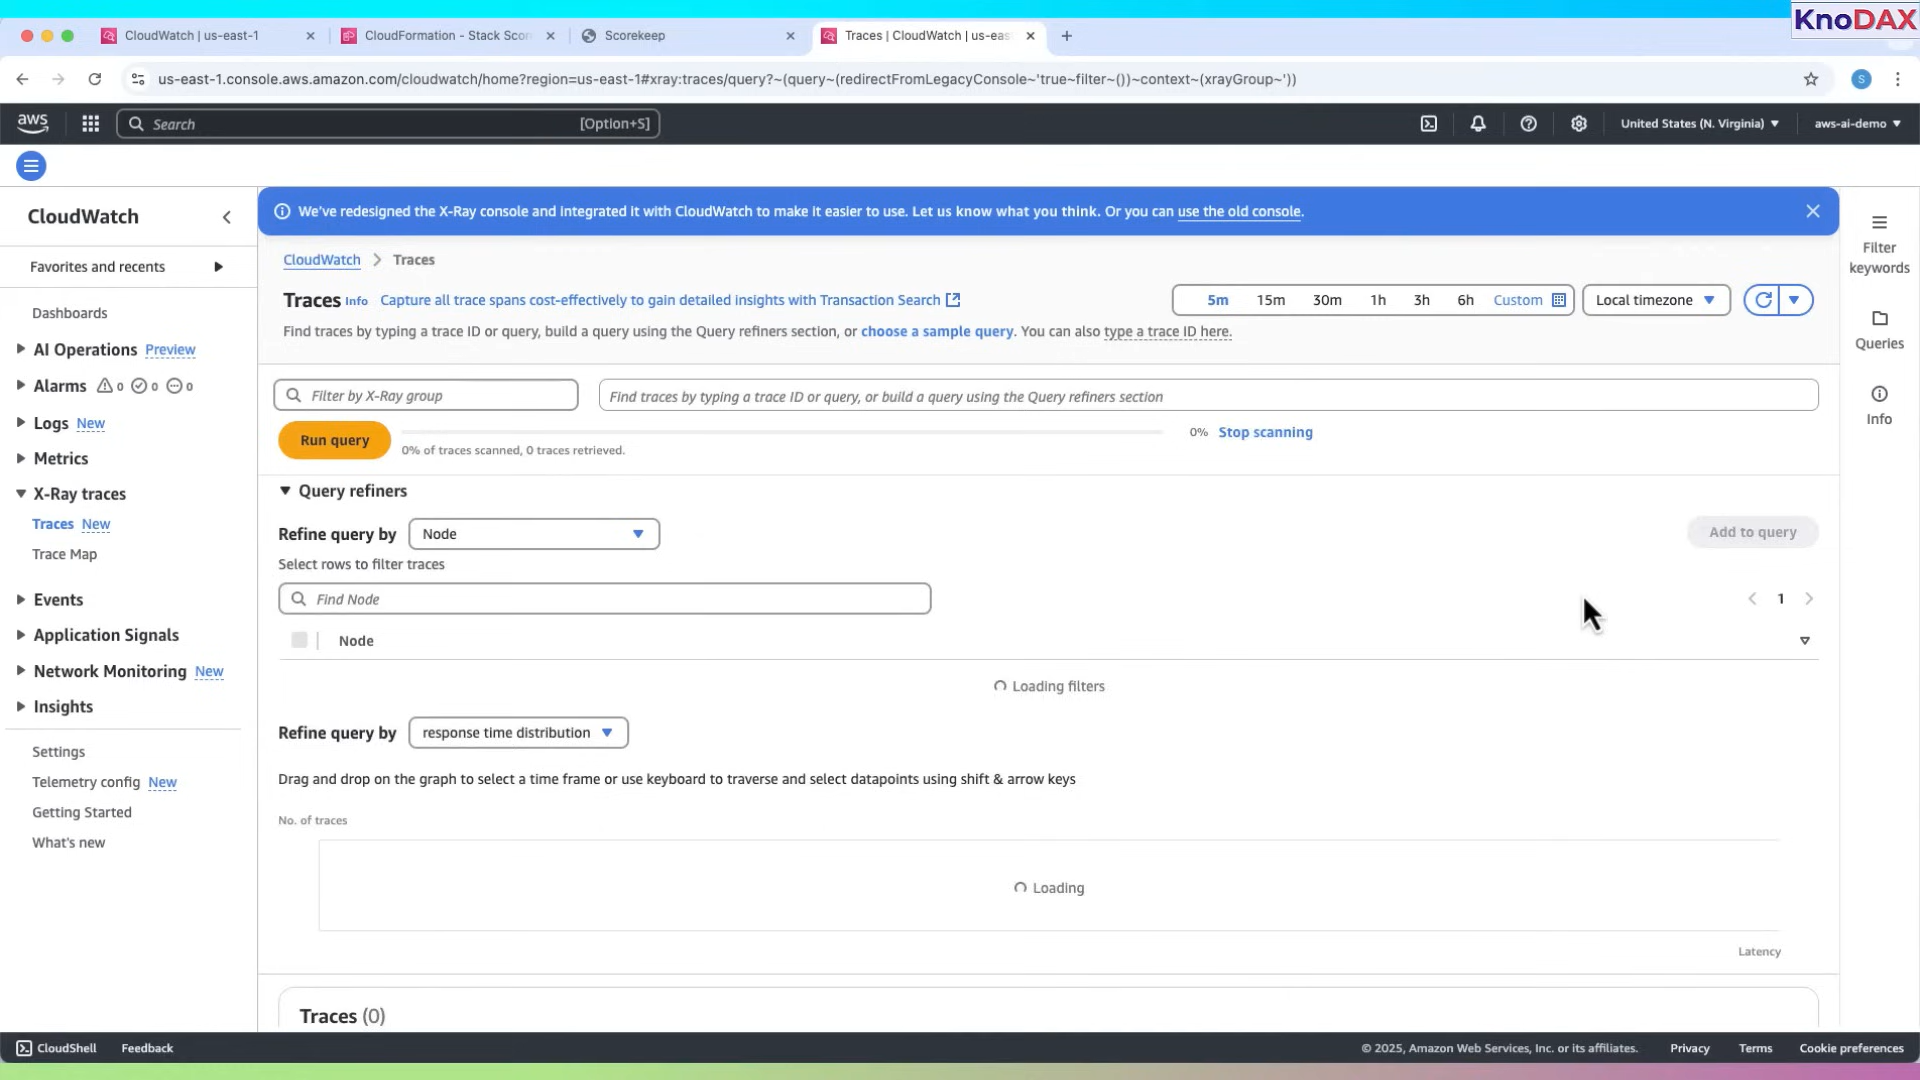 KnoDAX
CloudWatch | us-east-1
CloudFormation - Stack Scor
Scorekeep
Traces | CloudWatch | us-eas
us-east-1.console.aws.amazon.com/cloudwatch/home?region=us-east-1#xray:traces/query?~(query~(redirectFromLegacyConsole~'true~filter~())~context~(xrayGroup~'))
S
aws
Search
[Option+S]
United States (N. Virginia)
aws-ai-demo
CloudWatch
Favorites and recents
Dashboards
AI Operations Preview
Alarms 0 0 0
Logs New
Metrics
X-Ray traces
Traces New
Trace Map
Events
Application Signals
Network Monitoring New
Insights
Settings
Telemetry config New
Getting Started
What's new
We've redesigned the X-Ray console and integrated it with CloudWatch to make it easier to use. Let us know what you think. Or you can use the old console.
CloudWatch > Traces
Traces Info Capture all trace spans cost-effectively to gain detailed insights with Transaction Search
5m 15m 30m 1h 3h 6h Custom
Local timezone
Find traces by typing a trace ID or query, build a query using the Query refiners section, or choose a sample query. You can also type a trace ID here.
Filter by X-Ray group
Find traces by typing a trace ID or query, or build a query using the Query refiners section
Run query
0% Stop scanning
0% of traces scanned, 0 traces retrieved.
Query refiners
Refine query by Node
Add to query
Select rows to filter traces
Find Node
1
Node
Loading filters
Refine query by response time distribution
Drag and drop on the graph to select a time frame or use keyboard to traverse and select datapoints using shift & arrow keys
No. of traces
Loading
Latency
Traces (0)
Filter
keywords
Queries
Info
CloudShell
Feedback
© 2025, Amazon Web Services, Inc. or its affiliates.
Privacy
Terms
Cookie preferences